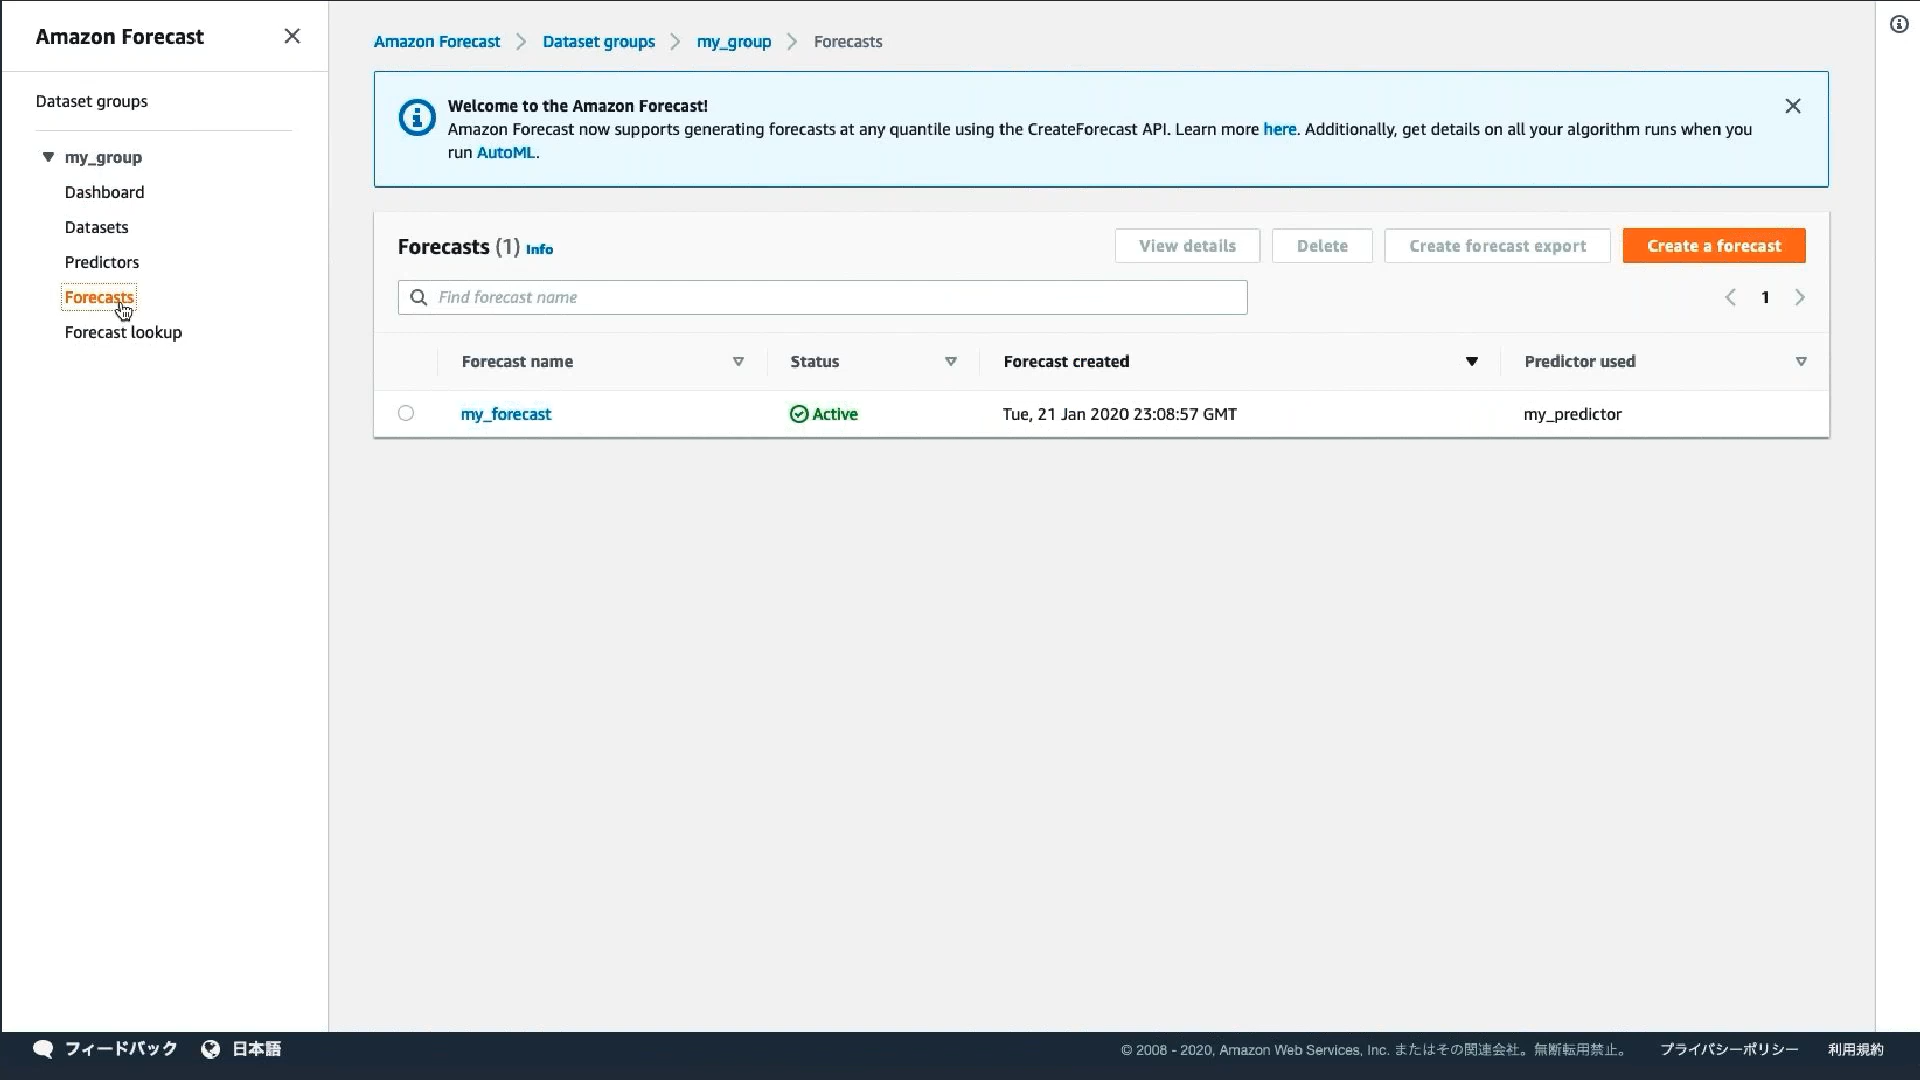 Amazon Forecast
Dataset groups
my_group
Dashboard
Datasets
Predictors
Forecasts
Forecast lookup
Amazon Forecast > Dataset groups > my_group > Forecasts
Welcome to the Amazon Forecast!
Amazon Forecast now supports generating forecasts at any quantile using the CreateForecast API. Learn more here. Additionally, get details on all your algorithm runs when you
run AutoML.
Forecasts (1) Info
View details Delete Create forecast export Create a forecast
Find forecast name
1
Forecast name Status Forecast created Predictor used
my_forecast Active Tue, 21 Jan 2020 23:08:57 GMT my_predictor
フィードバック 日本語 © 2008 - 2020, Amazon Web Services, Inc. またはその関連会社。無断転用禁止。 プライバシーポリシー 利用規約